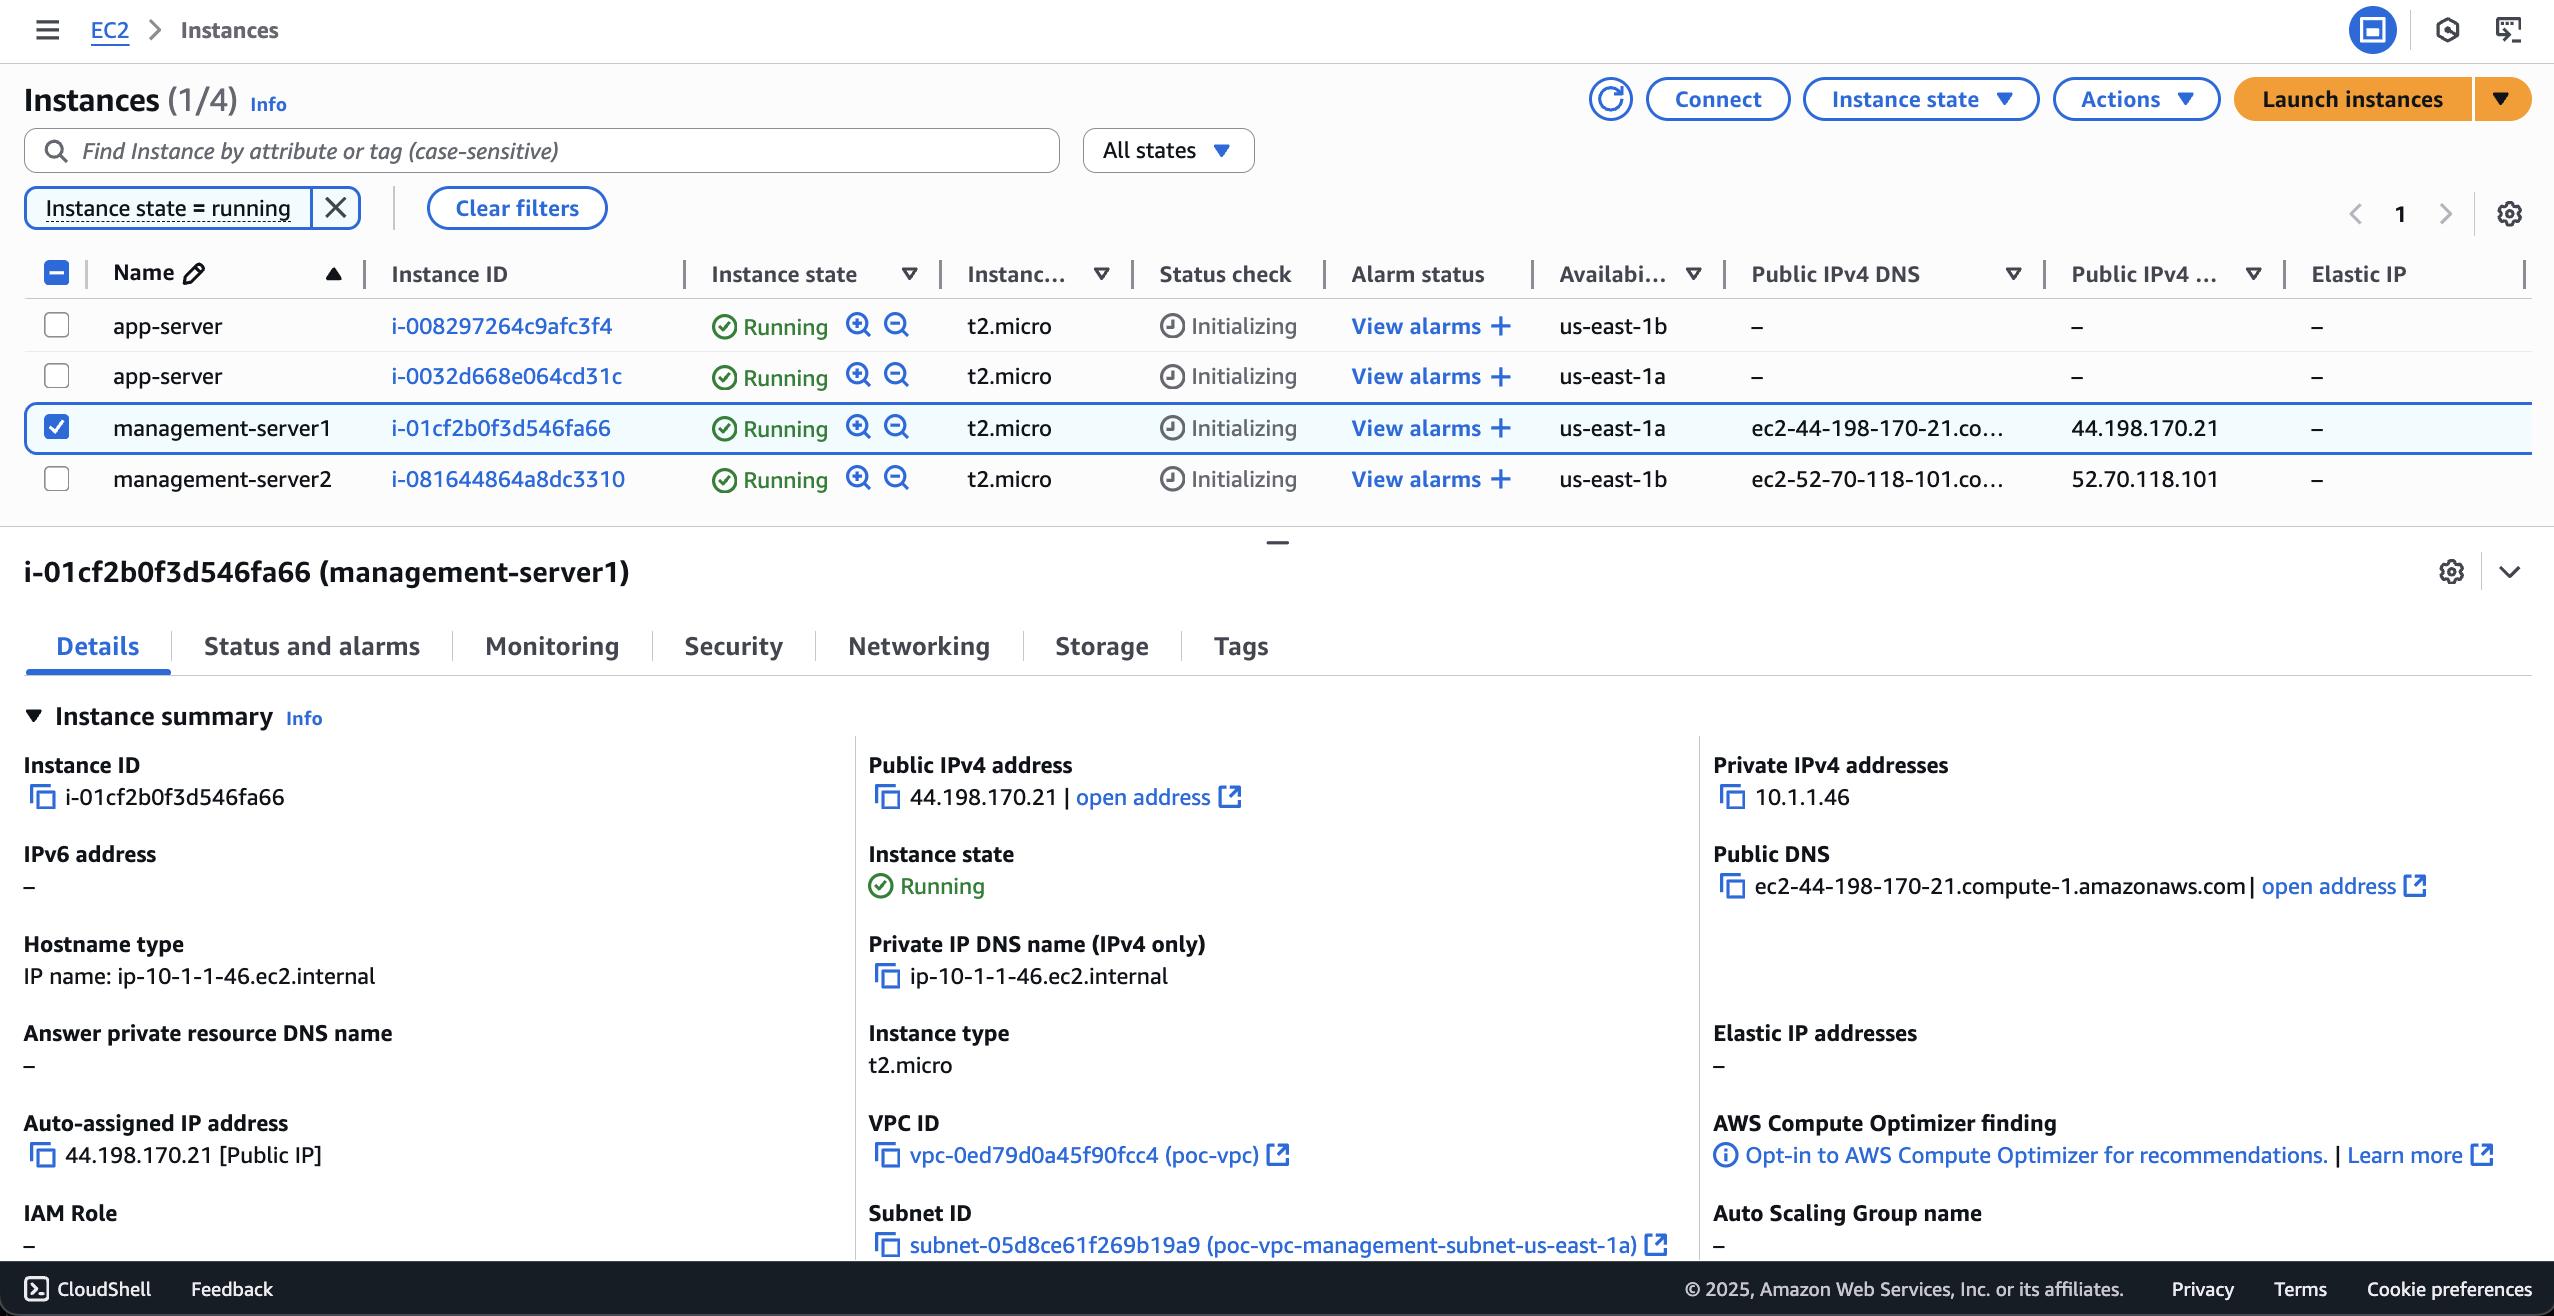 EC2 > Instances
Instances (1/4) Info
Connect
Instance state
Actions
Launch instances
Find Instance by attribute or tag (case-sensitive)
All states
Instance state = running
Clear filters
1
Name Instance ID Instance state Instanc... Status check Alarm status Availabi... Public IPv4 DNS Public IPv4 ... Elastic IP
app-server i-008297264c9afc3f4 Running t2.micro Initializing View alarms + us-east-1b – – –
app-server i-0032d668e064cd31c Running t2.micro Initializing View alarms + us-east-1a – – –
management-server1 i-01cf2b0f3d546fa66 Running t2.micro Initializing View alarms + us-east-1a ec2-44-198-170-21.co... 44.198.170.21 –
management-server2 i-081644864a8dc3310 Running t2.micro Initializing View alarms + us-east-1b ec2-52-70-118-101.co... 52.70.118.101 –
i-01cf2b0f3d546fa66 (management-server1)
Details Status and alarms Monitoring Security Networking Storage Tags
Instance summary Info
Instance ID
i-01cf2b0f3d546fa66
Public IPv4 address
44.198.170.21 | open address
Private IPv4 addresses
10.1.1.46
IPv6 address
–
Instance state
Running
Public DNS
ec2-44-198-170-21.compute-1.amazonaws.com | open address
Hostname type
IP name: ip-10-1-1-46.ec2.internal
Private IP DNS name (IPv4 only)
ip-10-1-1-46.ec2.internal
Answer private resource DNS name
–
Instance type
t2.micro
Elastic IP addresses
–
Auto-assigned IP address
44.198.170.21 [Public IP]
VPC ID
vpc-0ed79d0a45f90fcc4 (poc-vpc)
AWS Compute Optimizer finding
Opt-in to AWS Compute Optimizer for recommendations. | Learn more
IAM Role
–
Subnet ID
subnet-05d8ce61f269b19a9 (poc-vpc-management-subnet-us-east-1a)
Auto Scaling Group name
–
CloudShell Feedback © 2025, Amazon Web Services, Inc. or its affiliates. Privacy Terms Cookie preferences